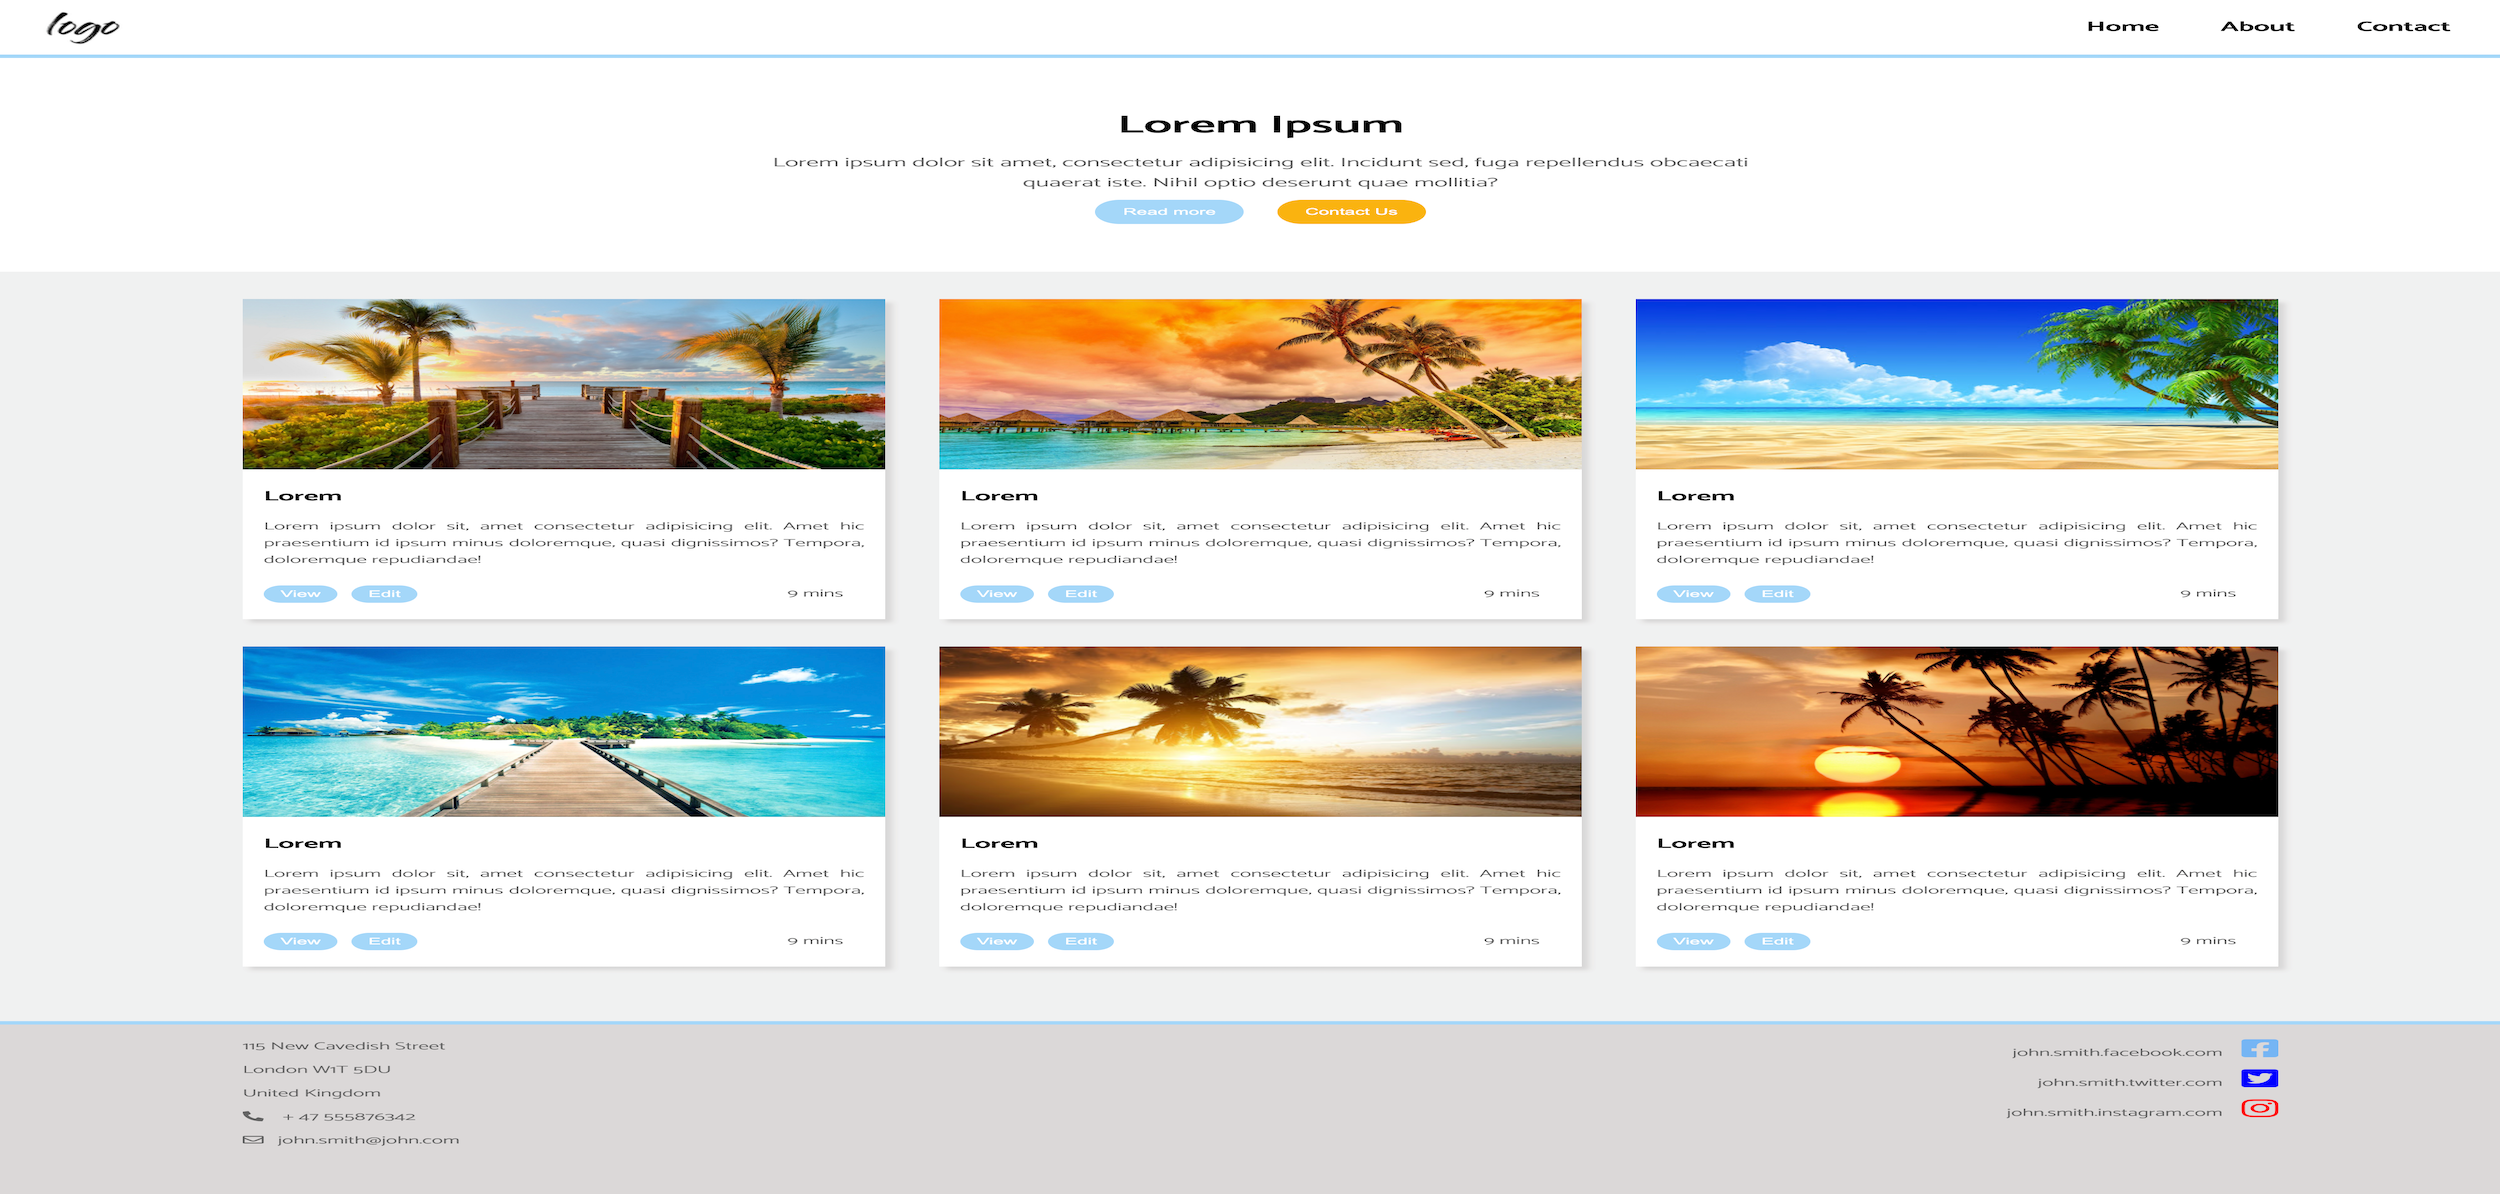 logo
Home About Contact
Lorem Ipsum
Lorem ipsum dolor sit amet, consectetur adipisicing elit. Incidunt sed, fuga repellendus obcaecati
quaerat iste. Nihil optio deserunt quae mollitia?
Read more Contact Us
Lorem
Lorem ipsum dolor sit, amet consectetur adipisicing elit. Amet hic
praesentium id ipsum minus doloremque, quasi dignissimos? Tempora,
doloremque repudiandae!
View Edit 9 mins
Lorem
Lorem ipsum dolor sit, amet consectetur adipisicing elit. Amet hic
praesentium id ipsum minus doloremque, quasi dignissimos? Tempora,
doloremque repudiandae!
View Edit 9 mins
Lorem
Lorem ipsum dolor sit, amet consectetur adipisicing elit. Amet hic
praesentium id ipsum minus doloremque, quasi dignissimos? Tempora,
doloremque repudiandae!
View Edit 9 mins
Lorem
Lorem ipsum dolor sit, amet consectetur adipisicing elit. Amet hic
praesentium id ipsum minus doloremque, quasi dignissimos? Tempora,
doloremque repudiandae!
View Edit 9 mins
Lorem
Lorem ipsum dolor sit, amet consectetur adipisicing elit. Amet hic
praesentium id ipsum minus doloremque, quasi dignissimos? Tempora,
doloremque repudiandae!
View Edit 9 mins
Lorem
Lorem ipsum dolor sit, amet consectetur adipisicing elit. Amet hic
praesentium id ipsum minus doloremque, quasi dignissimos? Tempora,
doloremque repudiandae!
View Edit 9 mins
115 New Cavedish Street
London W1T 5DU
United Kingdom
+ 47 555876342
john.smith@john.com
john.smith.facebook.com
john.smith.twitter.com
john.smith.instagram.com